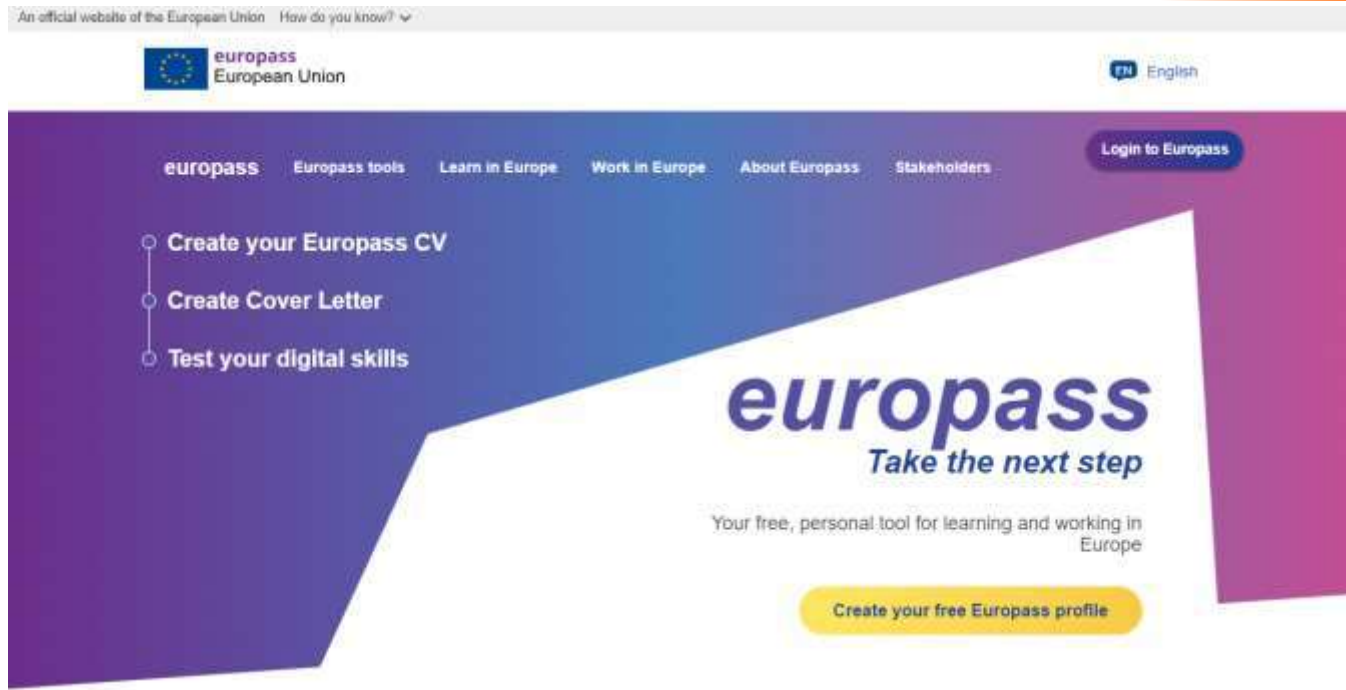 An official website of the European Union How do you know?
europass
European Union
EN English
Login to Europass
europass Europass tools Learn in Europe Work in Europe About Europass Stakeholders
Create your Europass CV
Create Cover Letter
Test your digital skills
europass
Take the next step
Your free, personal tool for learning and working in
Europe
Create your free Europass profile